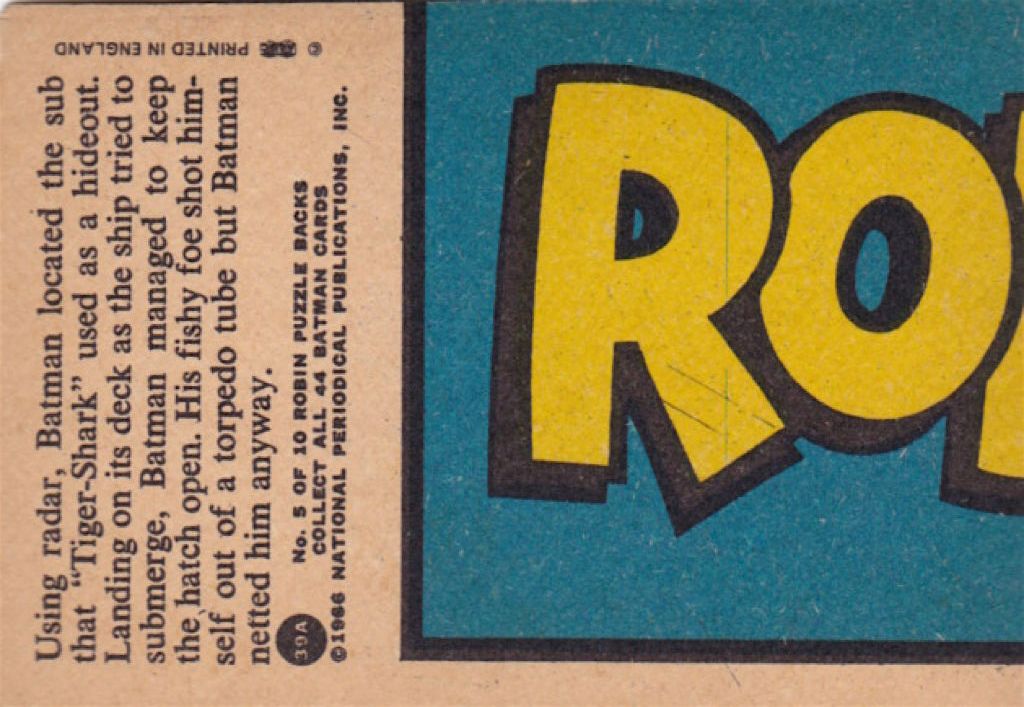 Using radar, Batman located the sub
that “Tiger-Shark” used as a hideout.
Landing on its deck as the ship tried to
submerge, Batman managed to keep
the hatch open. His fishy foe shot him-
self out of a torpedo tube but Batman
netted him anyway.
No. 5 OF 10 ROBIN PUZZLE BACKS
39A COLLECT ALL 44 BATMAN CARDS
©1966 NATIONAL PERIODICAL PUBLICATIONS, INC.
© PRINTED IN ENGLAND
RO